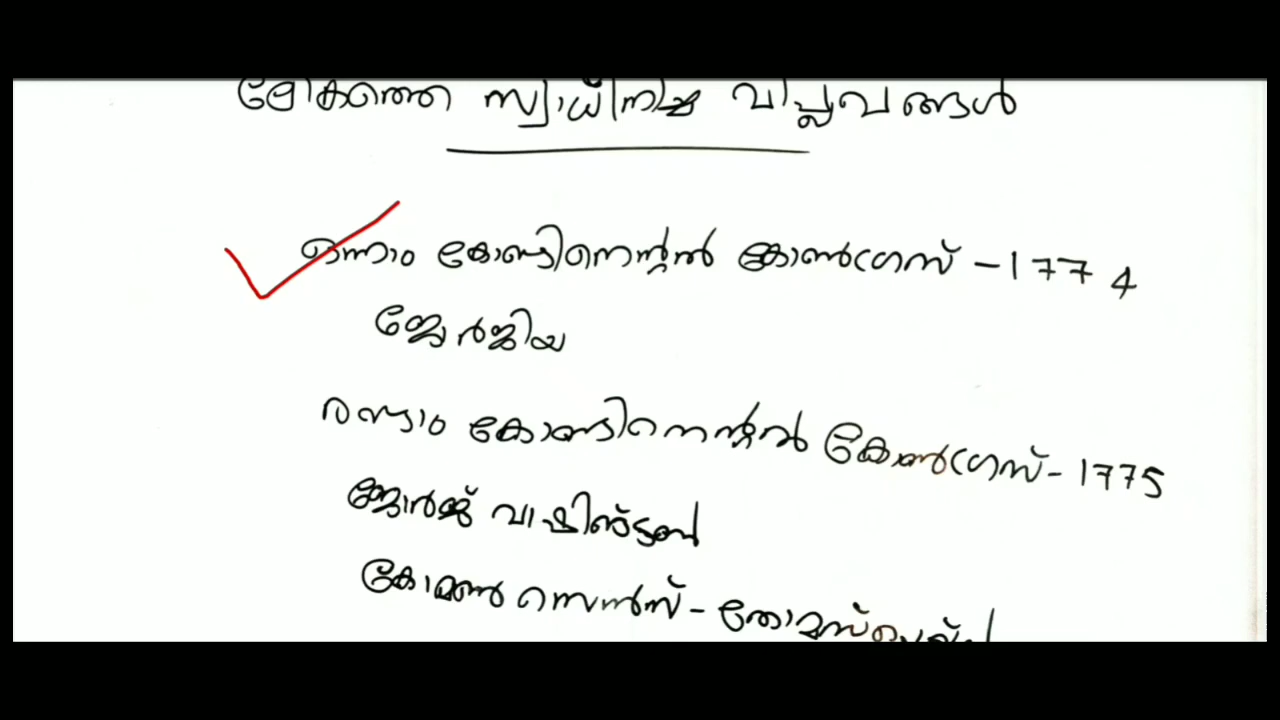 ലോകത്തെ സ്വാധീനിച്ച വിപ്ലവങ്ങൾ
ഒന്നാം കോണ്ടിനെന്റൽ കോൺഗ്രസ് - 1774
ജോർജിയ
രണ്ടാം കോണ്ടിനെന്റൽ കോൺഗ്രസ് - 1775
ജോർജ് വാഷിങ്ടൺ
കോമൺ സെൻസ് - തോമസ് പെയ്ൻ